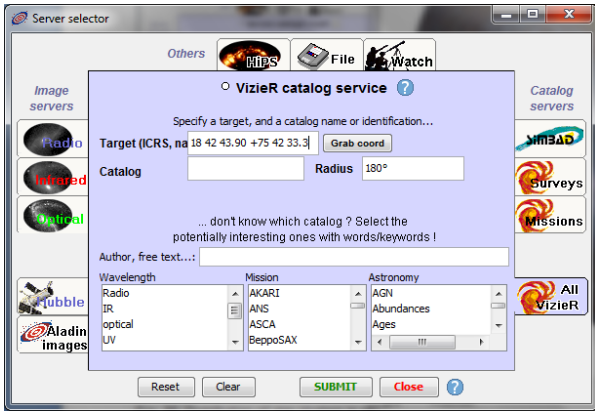 Server selector
Others
HiPS
File
Watch
Image
servers
Catalog
servers
VizieR catalog service ?
Specify a target, and a catalog name or identification...
Target (ICRS, na 18 42 43.90 +75 42 33.3 Grab coord
Catalog Radius 180°
Radio
Infrared
Optical
Hubble
Aladin
images
SIMBAD
Surveys
Missions
All
VizieR
... don't know which catalog ? Select the
potentially interesting ones with words/keywords !
Author, free text...:
Wavelength Mission Astronomy
Radio AKARI AGN
IR ANS Abundances
optical ASCA Ages
UV BeppoSAX
Reset Clear SUBMIT Close ?